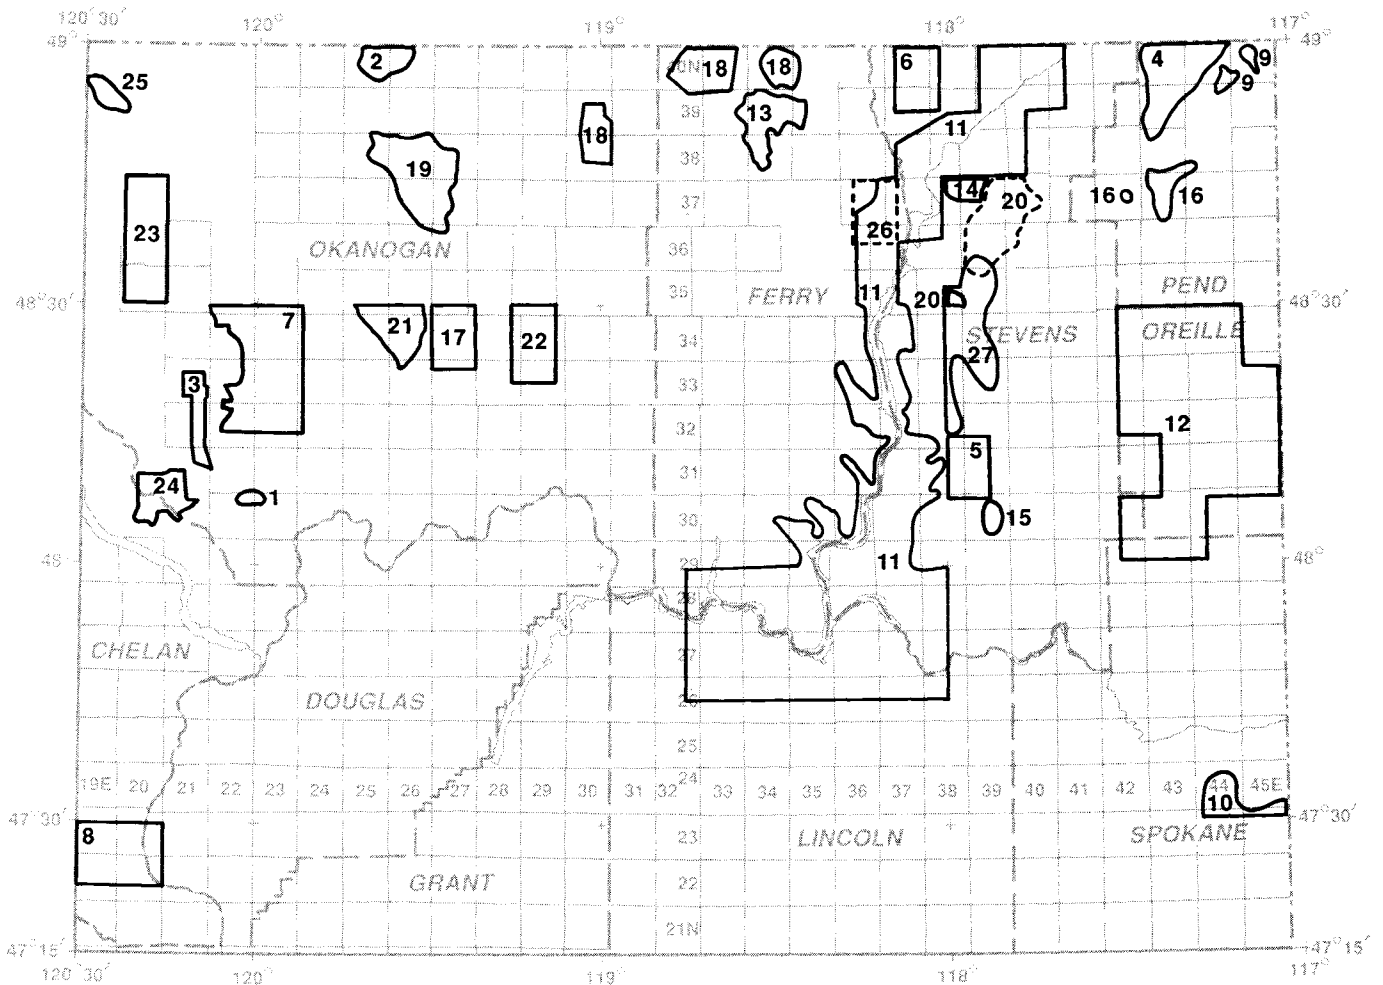 120° 30′ 120° 119° 118° 117°
49° 49°
2 18 18 6 4 9
40N
25 9
39 13
18 11
38
19
37 14 20 16 16
23 26
OKANOGAN 36
35 FERRY 11 20 PEND
48° 30′ 48° 30′
7 21 17 22 34 STEVENS OREILLE
27
3 33
32 12
5
31
24 1
30 15
48° 29 11 48°
28
CHELAN 27
DOUGLAS 26
25
24
19E 20 21 22 23 24 25 26 27 28 29 30 31 32 33 34 35 36 37 38 39 40 41 42 43 44 45E
10
47° 30′ 47° 30′
8 23 LINCOLN SPOKANE
GRANT 22
21N
47° 15′ 47° 15′
120° 30′ 120° 119° 118° 117°